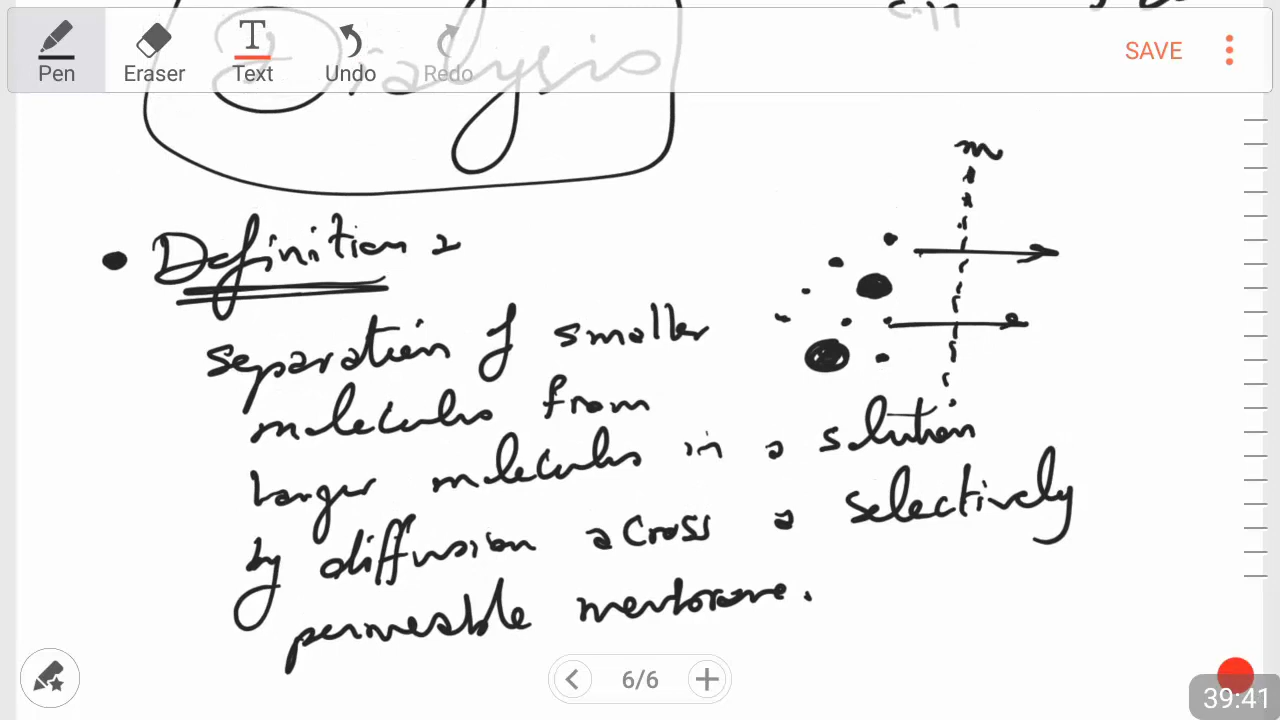 Pen Eraser Text Undo Redo SAVE
Dialysis
m
Definition :
separation of smaller
molecules from
larger molecules in a solution
by diffusion across a selectively
permeable membrane.
6/6
39:41